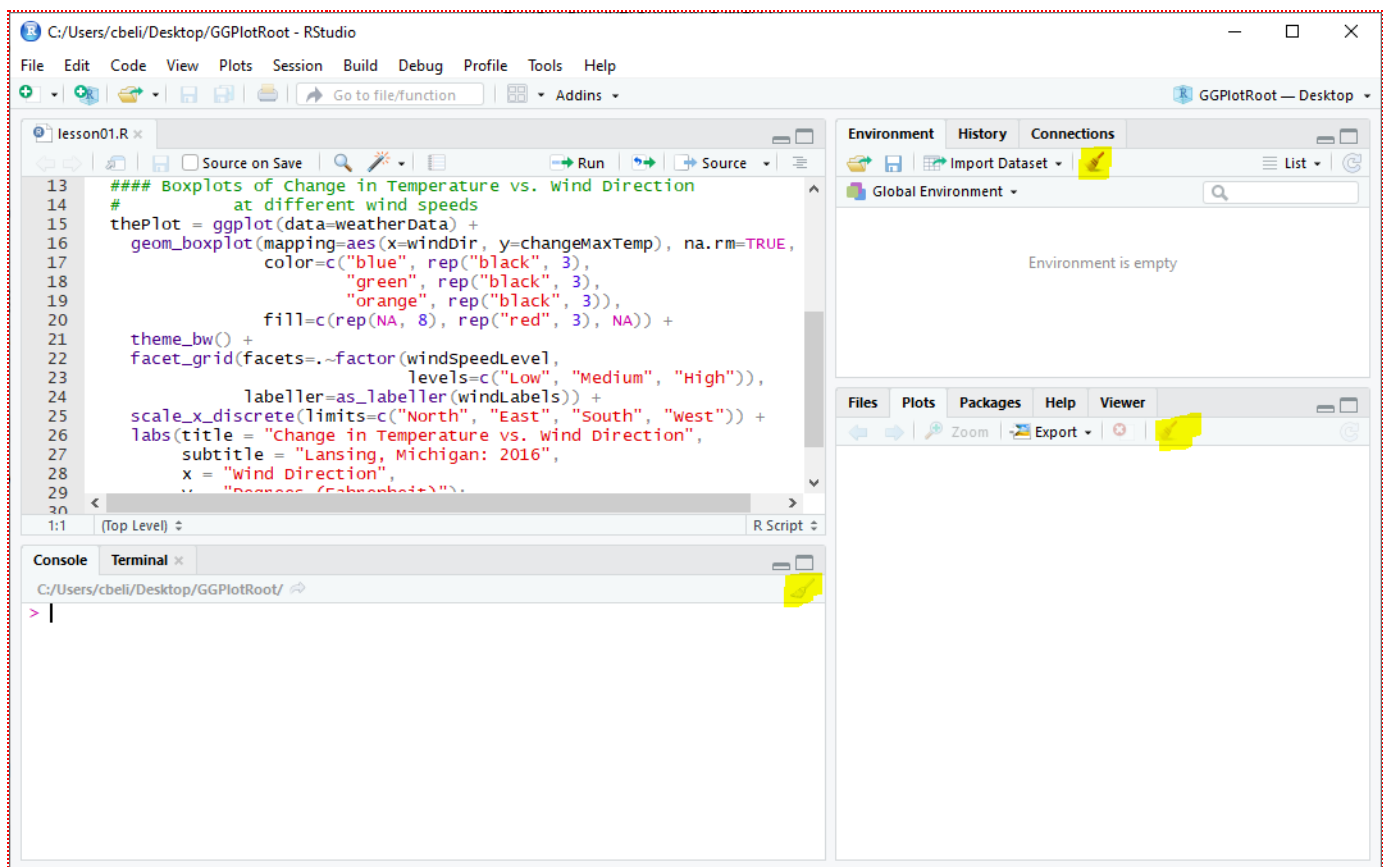 C:/Users/cbeli/Desktop/GGPlotRoot - RStudio
File Edit Code View Plots Session Build Debug Profile Tools Help
Go to file/function Addins GGPlotRoot — Desktop
lesson01.R
Source on Save Run Source
13 #### Boxplots of Change in Temperature vs. Wind Direction
14 # at different wind speeds
15 thePlot = ggplot(data=weatherData) +
16 geom_boxplot(mapping=aes(x=windDir, y=changeMaxTemp), na.rm=TRUE,
17 color=c("blue", rep("black", 3),
18 "green", rep("black", 3),
19 "orange", rep("black", 3)),
20 fill=c(rep(NA, 8), rep("red", 3), NA)) +
21 theme_bw() +
22 facet_grid(facets=.~factor(windSpeedLevel,
23 levels=c("Low", "Medium", "High")),
24 labeller=as_labeller(windLabels)) +
25 scale_x_discrete(limits=c("North", "East", "South", "West")) +
26 labs(title = "Change in Temperature vs. Wind Direction",
27 subtitle = "Lansing, Michigan: 2016",
28 x = "Wind Direction",
29 y = "Degrees (Fahrenheit)");
30
1:1 (Top Level) R Script
Console Terminal
C:/Users/cbeli/Desktop/GGPlotRoot/
>
Environment History Connections
Import Dataset List
Global Environment
Environment is empty
Files Plots Packages Help Viewer
Zoom Export